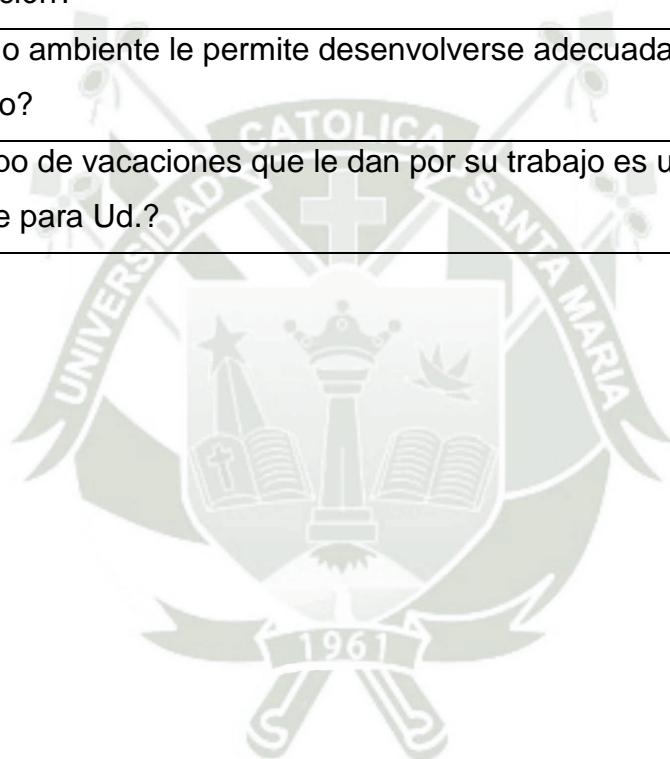 ción?
o ambiente le permite desenvolverse adecuada
o?
po de vacaciones que le dan por su trabajo es u
e para Ud.?
UNIVERSIDAD CATOLICA SANTA MARIA
1961